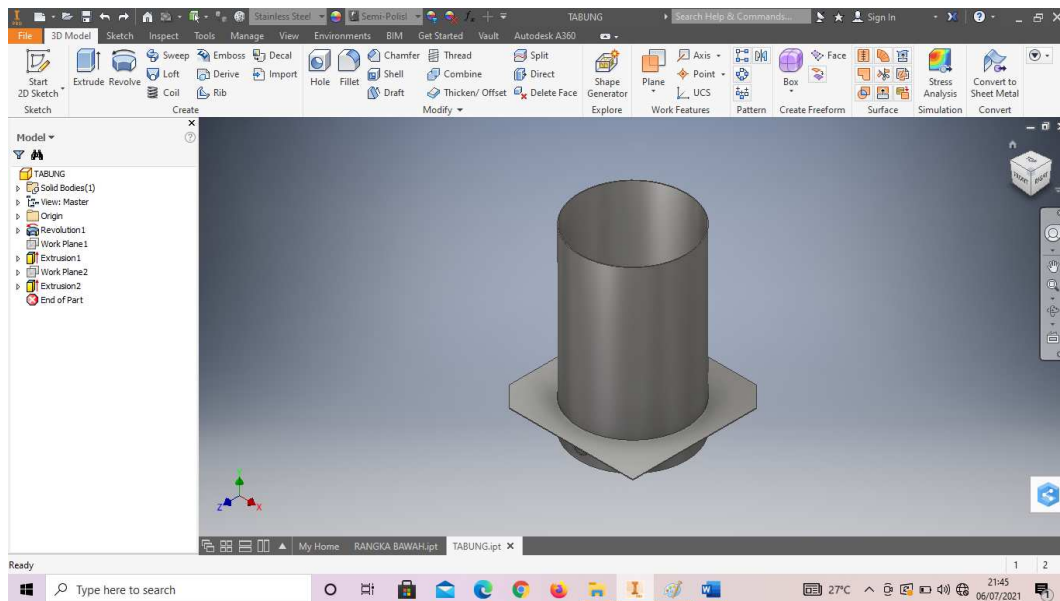 PRO
Stainless Steel
Semi-Polisl
TABUNG
Search Help & Commands...
Sign In
File 3D Model Sketch Inspect Tools Manage View Environments BIM Get Started Vault Autodesk A360
Start 2D Sketch
Extrude Revolve
Sweep Emboss Decal
Loft Derive Import
Coil Rib
Hole Fillet
Chamfer Thread
Shell Combine
Draft Thicken/ Offset
Split
Direct
Delete Face
Shape Generator
Plane
Axis
Point
UCS
Box
Face
Stress Analysis
Convert to Sheet Metal
Sketch Create Modify Explore Work Features Pattern Create Freeform Surface Simulation Convert
Model
TABUNG
Solid Bodies(1)
View: Master
Origin
Revolution1
Work Plane1
Extrusion1
Work Plane2
Extrusion2
End of Part
TOP
FRONT RIGHT
Y
Z X
My Home RANGKA BAWAH.ipt TABUNG.ipt
Ready 1 2
Type here to search
27°C
21:45
06/07/2021